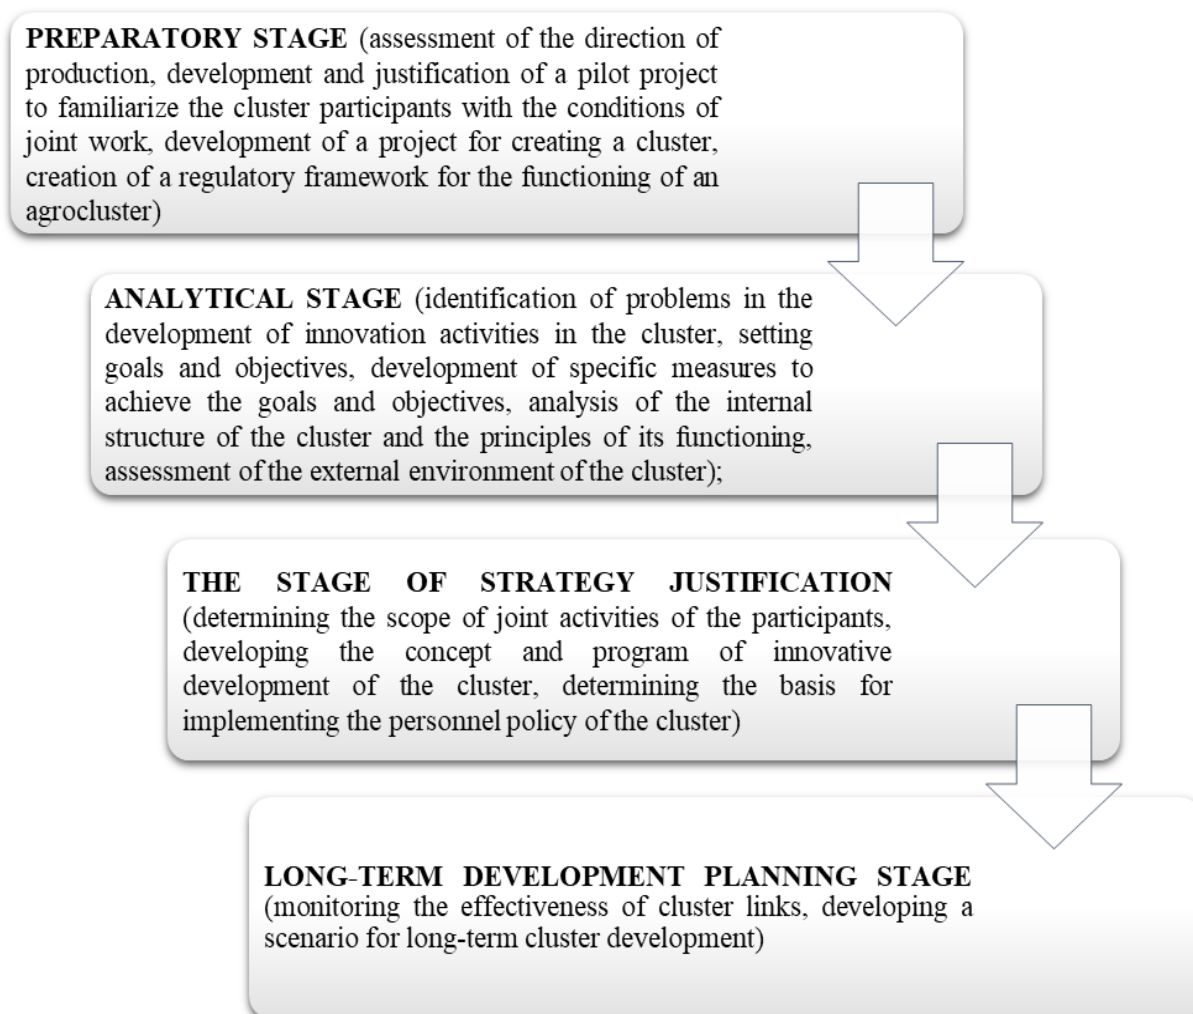 PREPARATORY STAGE (assessment of the direction of
production, development and justification of a pilot project
to familiarize the cluster participants with the conditions of
joint work, development of a project for creating a cluster,
creation of a regulatory framework for the functioning of an
agrocluster)
ANALYTICAL STAGE (identification of problems in the
development of innovation activities in the cluster, setting
goals and objectives, development of specific measures to
achieve the goals and objectives, analysis of the internal
structure of the cluster and the principles of its functioning,
assessment of the external environment of the cluster);
THE STAGE OF STRATEGY JUSTIFICATION
(determining the scope of joint activities of the participants,
developing the concept and program of innovative
development of the cluster, determining the basis for
implementing the personnel policy of the cluster)
LONG-TERM DEVELOPMENT PLANNING STAGE
(monitoring the effectiveness of cluster links, developing a
scenario for long-term cluster development)